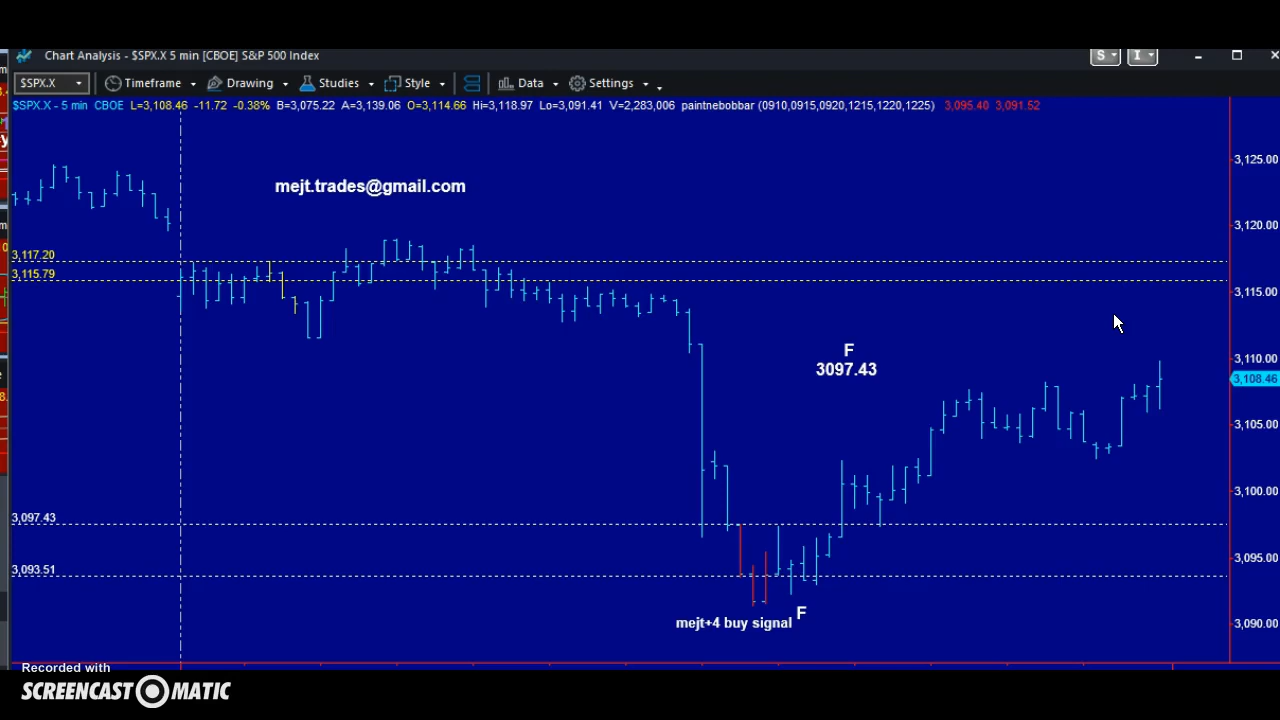 Chart Analysis - $SPX.X 5 min [CBOE] S&P 500 Index
S I
$SPX.X Timeframe Drawing Studies Style Data Settings
$SPX.X - 5 min CBOE L=3,108.46 -11.72 -0.38% B=3,075.22 A=3,139.06 O=3,114.66 Hi=3,118.97 Lo=3,091.41 V=2,283,006 paintnebobbar (0910,0915,0920,1215,1220,1225) 3,095.40 3,091.52
3,125.00
mejt.trades@gmail.com
3,120.00
3,117.20
3,115.79
3,115.00
F
3097.43
3,110.00
3,108.46
3,105.00
3,100.00
3,097.43
3,095.00
3,093.51
F
mejt+4 buy signal
3,090.00
Recorded with
SCREENCAST MATIC